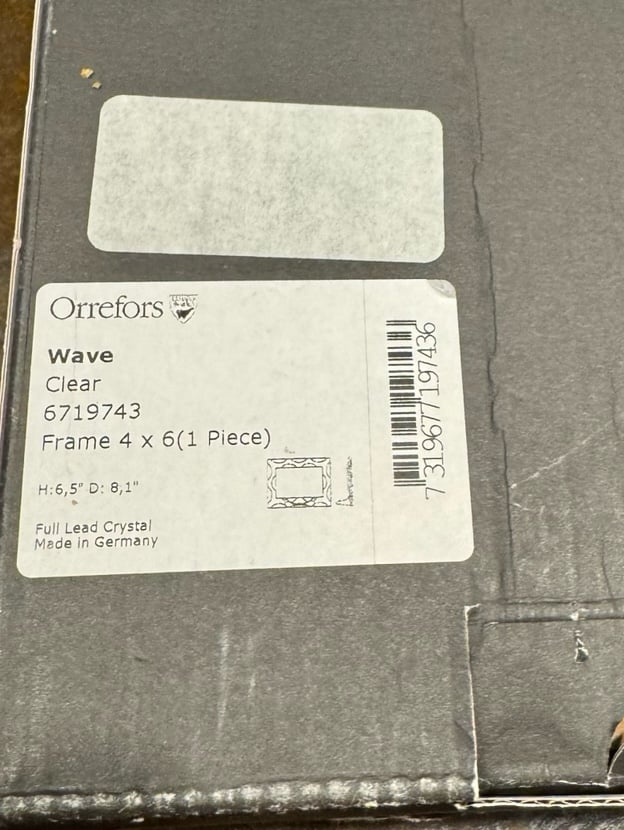 Orrefors
Wave
Clear
6719743
Frame 4 x 6(1 Piece)
H:6,5" D: 8,1"
Full Lead Crystal
Made in Germany
7 319677 197436